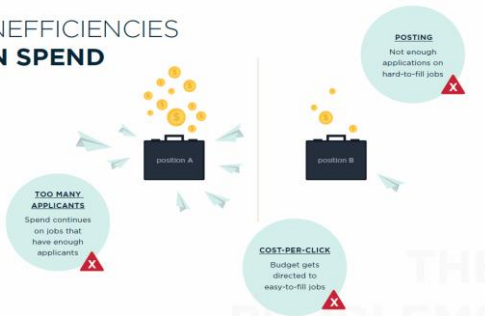 NEFFICIENCIES
N SPEND
POSTING
Not enough
applications on
hard-to-fill jobs
X
position A
position B
TOO MANY
APPLICANTS
Spend continues
on jobs that
have enough
applicants
X
COST-PER-CLICK
Budget gets
directed to
easy-to-fill jobs
X
TH